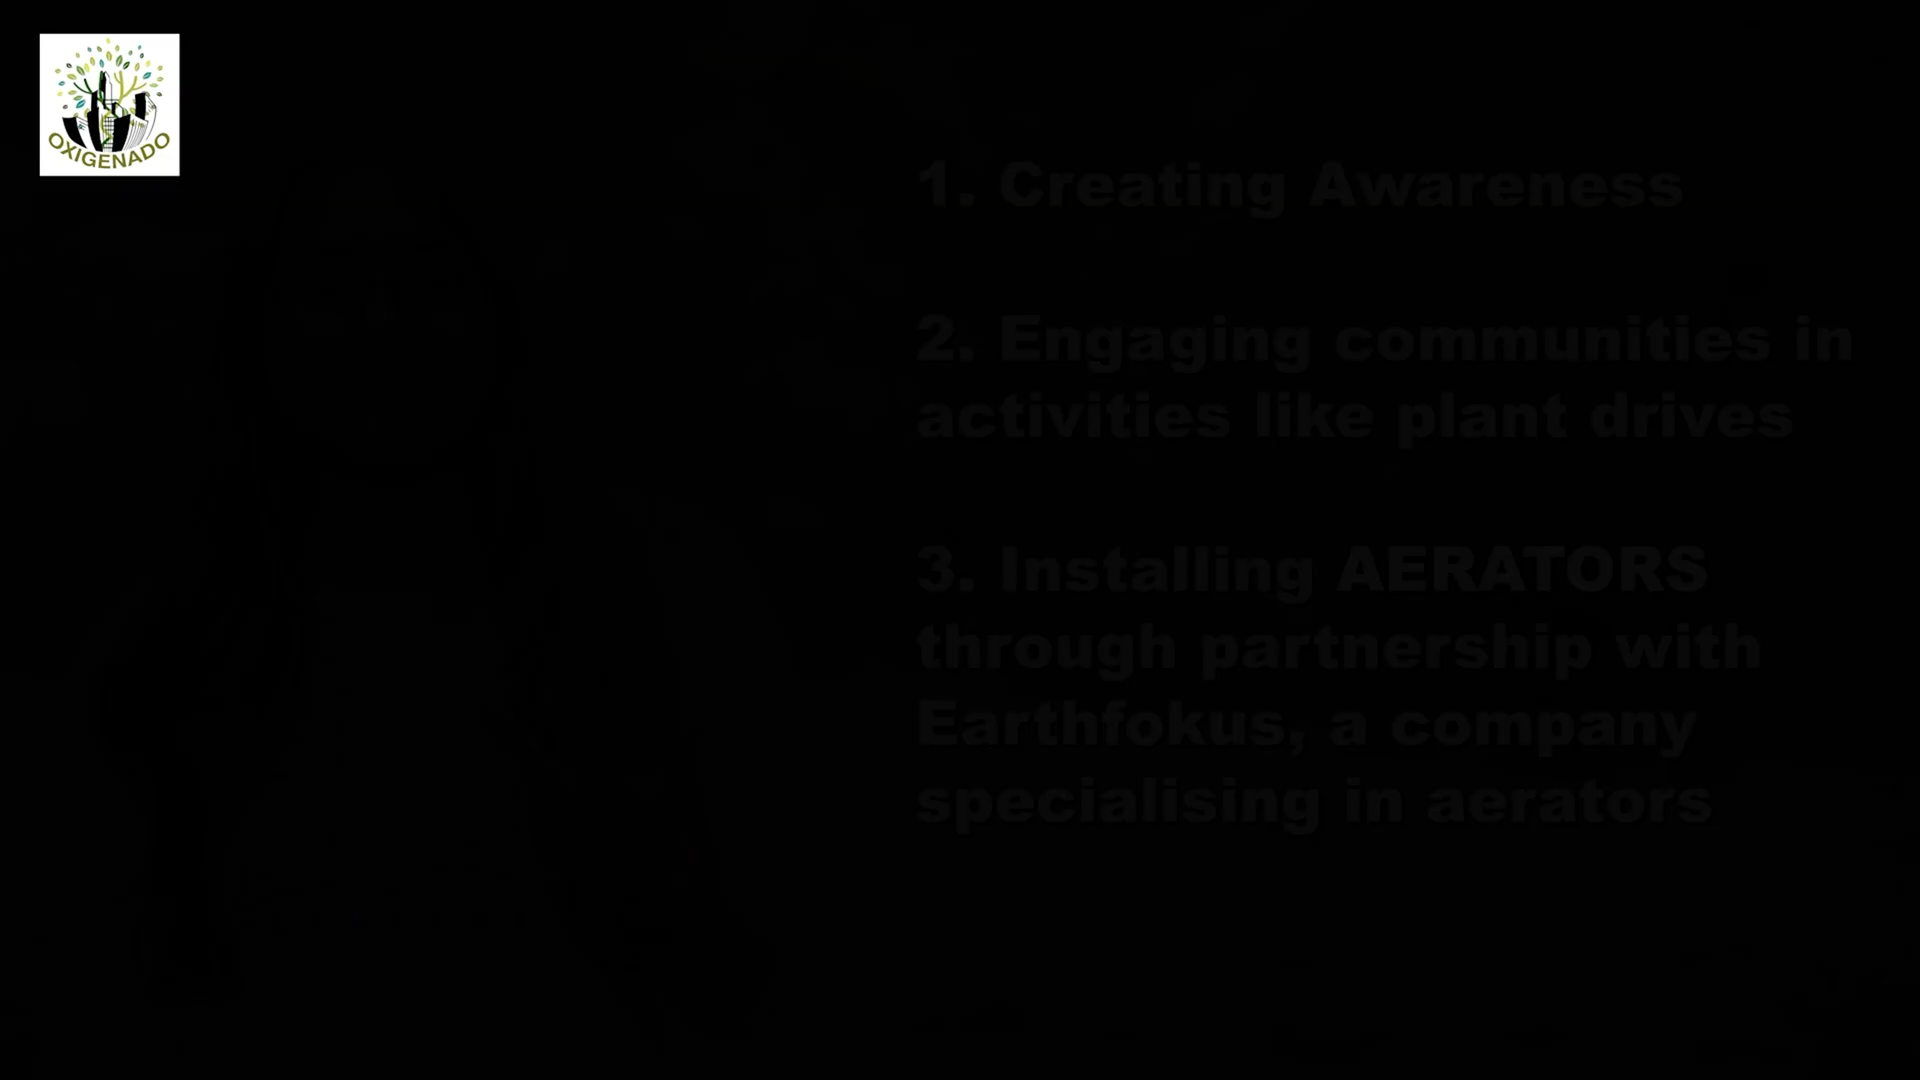 OXIGENADO
1. Creating Awareness
2. Engaging communities in
activities like plant drives
3. Installing AERATORS
through partnership with
Earthfokus, a company
specialising in aerators